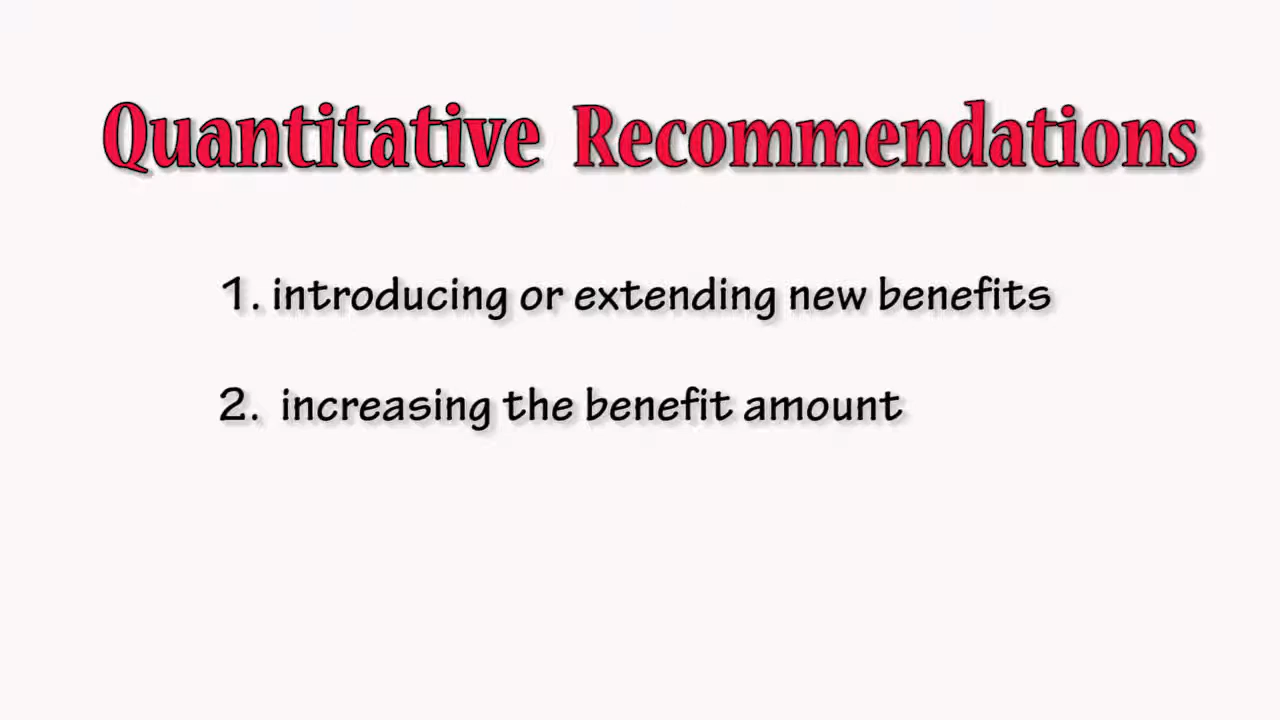 Quantitative Recommendations
1. introducing or extending new benefits
2. increasing the benefit amount